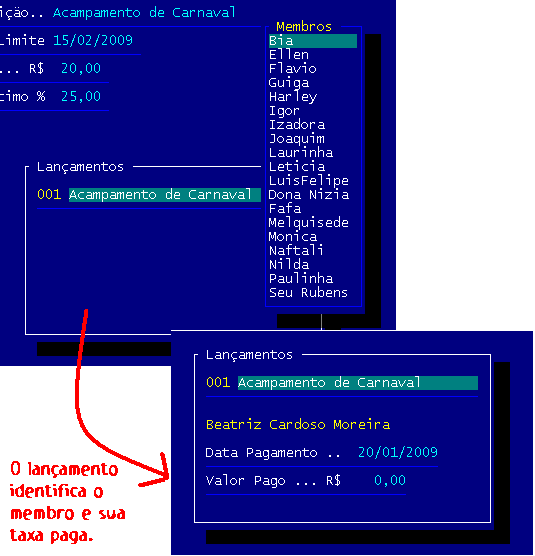 ição.. Acampamento de Carnaval
Limite 15/02/2009
... R$ 20,00
cimo % 25,00
Membros
Bia
Ellen
Flavio
Guiga
Harley
Igor
Izadora
Joaquim
Laurinha
Leticia
LuisFelipe
Dona Nizia
Fafa
Melquisede
Monica
Naftali
Nilda
Paulinha
Seu Rubens
Lançamentos
001 Acampamento de Carnaval
Lançamentos
001 Acampamento de Carnaval
Beatriz Cardoso Moreira
Data Pagamento .. 20/01/2009
Valor Pago ... R$ 0,00
O lançamento
identifica o
membro e sua
taxa paga.